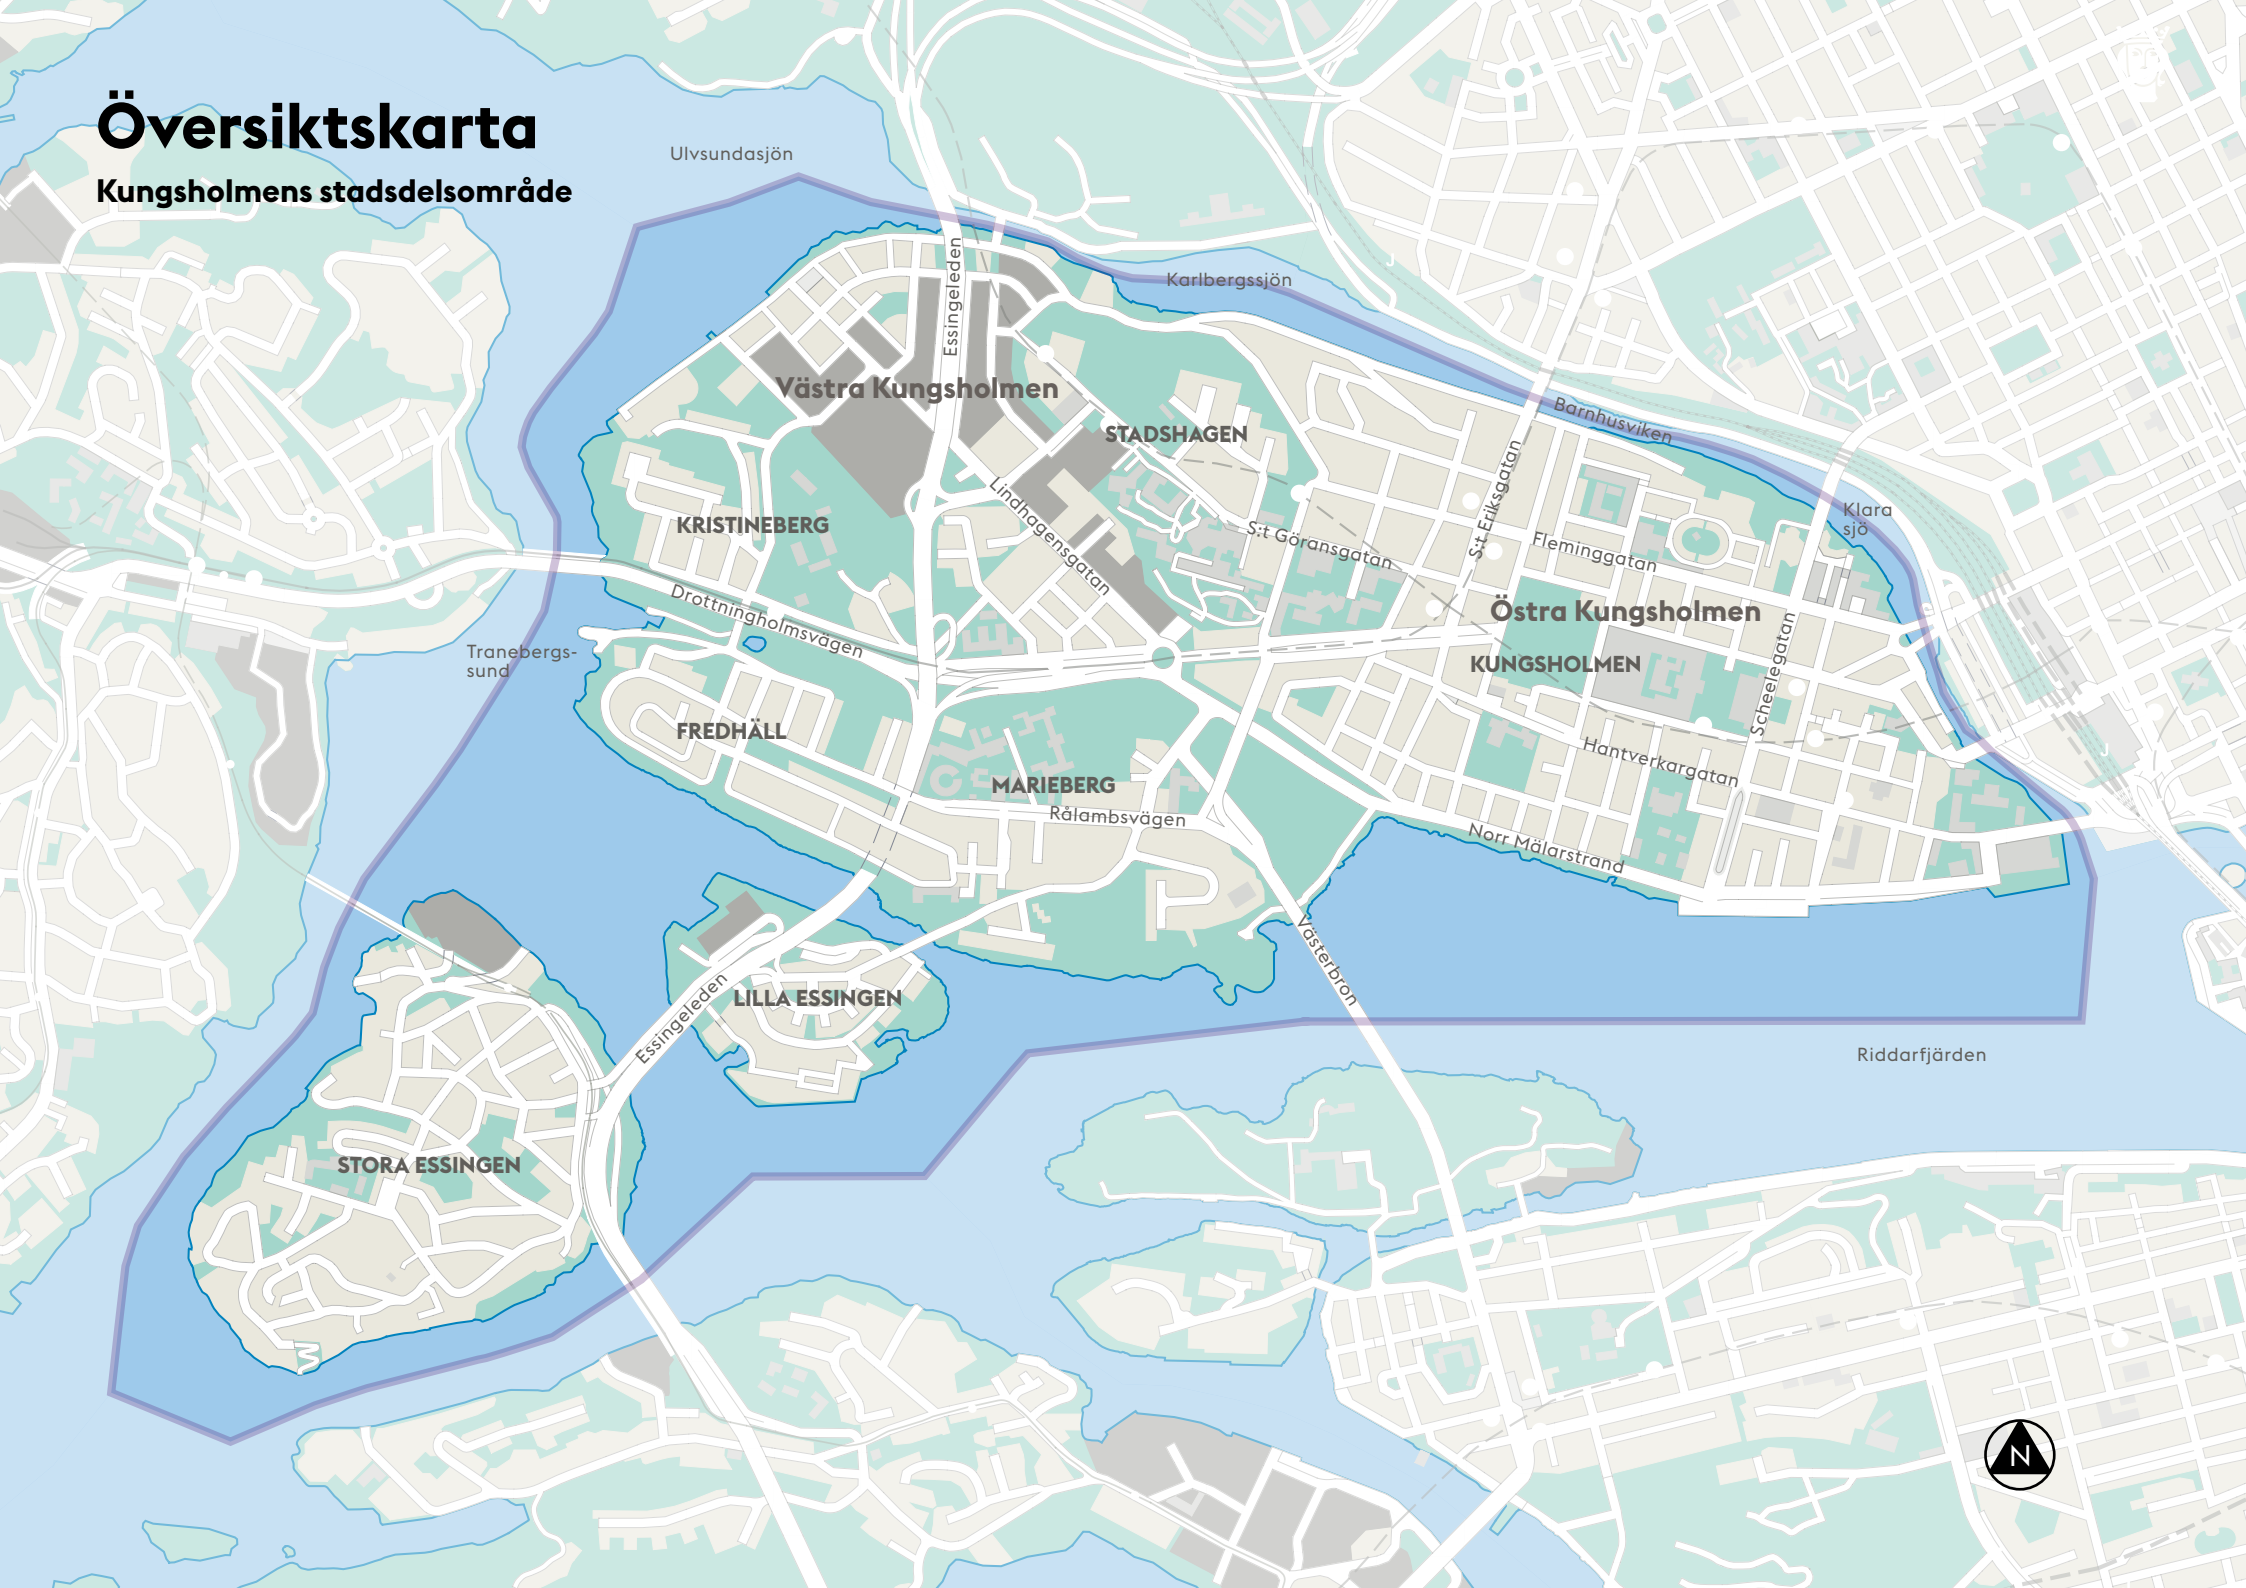 Översiktskarta
Kungsholmens stadsdelsområde
Ulvsundasjön
Karlbergssjön
Essingeleden
Västra Kungsholmen
Barnhusviken
STADSHAGEN
S:t Eriksgatan
Klara
sjö
KRISTINEBERG
Lindhagensgatan
S:t Göransgatan
Fleminggatan
Drottningholmsvägen
Östra Kungsholmen
Tranebergs-
sund
KUNGSHOLMEN
Scheelegatan
FREDHÄLL
MARIEBERG
Hantverkargatan
Rålambsvägen
Norr Mälarstrand
Västerbron
LILLA ESSINGEN
Essingeleden
Riddarfjärden
STORA ESSINGEN
N